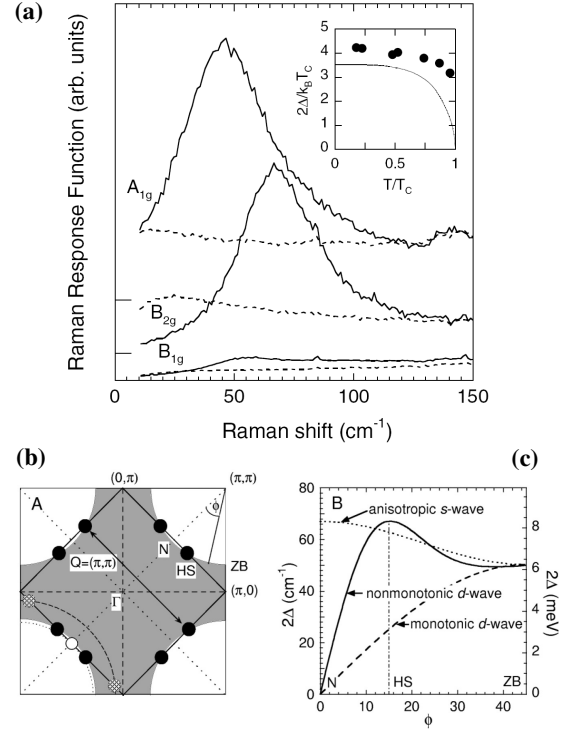 (a)
Raman Response Function (arb. units)
A1g
B2g
B1g
0
50
100
150
Raman shift (cm-1)
5
4
3
2
1
0
2Δ/kBTC
0
0.5
1
T/TC
(b)
(0,π)
(π,π)
A
ϕ
N
Q=(π,π)
HS
ZB
(π,0)
Γ
(c)
80
60
40
20
0
2Δ (cm-1)
B
anisotropic s-wave
nonmonotonic d-wave
monotonic d-wave
N
HS
ZB
0
10
20
30
40
ϕ
8
6
4
2
0
2Δ (meV)